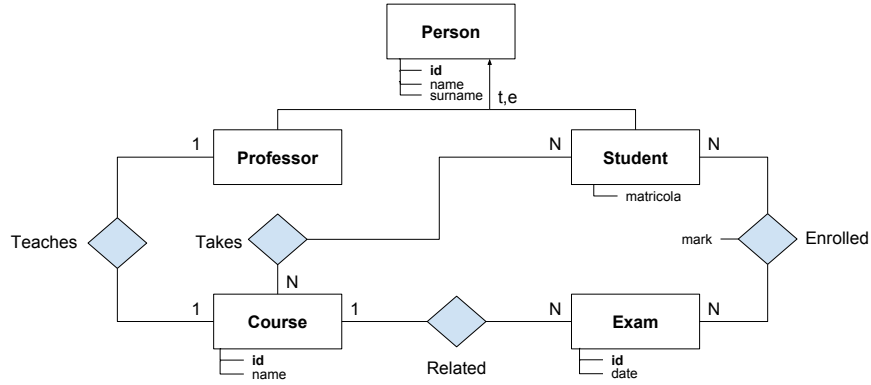 Person
id
name
surname
t,e
1
Professor
N
Student
N
matricola
Teaches
Takes
mark
Enrolled
N
1
Course
1
N
Exam
N
id
name
Related
id
date